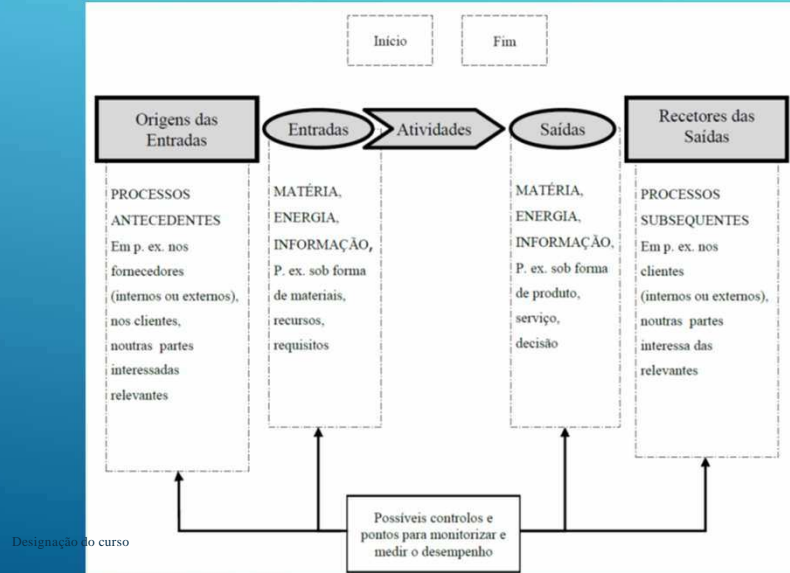 Início
Fim
Origens das
Entradas
Entradas
Atividades
Saídas
Recetores das
Saídas
PROCESSOS
ANTECEDENTES
Em p. ex. nos
fornecedores
(internos ou externos),
nos clientes,
noutras partes
interessadas
relevantes
MATÉRIA,
ENERGIA,
INFORMAÇÃO,
P. ex. sob forma
de materiais,
recursos,
requisitos
MATÉRIA,
ENERGIA,
INFORMAÇÃO,
P. ex. sob forma
de produto,
serviço,
decisão
PROCESSOS
SUBSEQUENTES
Em p. ex. nos
clientes
(internos ou externos),
noutras partes
interessa das
relevantes
Possíveis controlos e
pontos para monitorizar e
medir o desempenho
Designação do curso